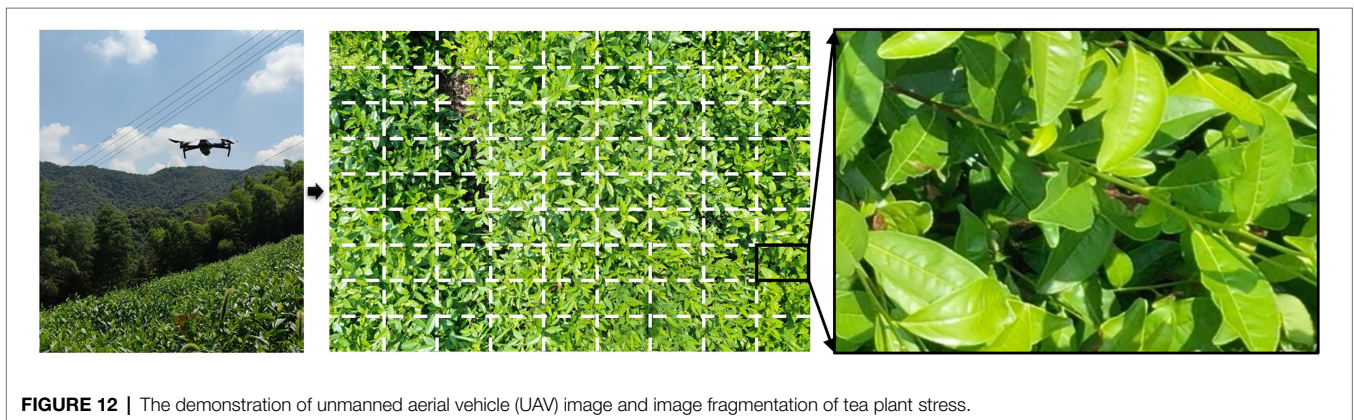 FIGURE 12 | The demonstration of unmanned aerial vehicle (UAV) image and image fragmentation of tea plant stress.